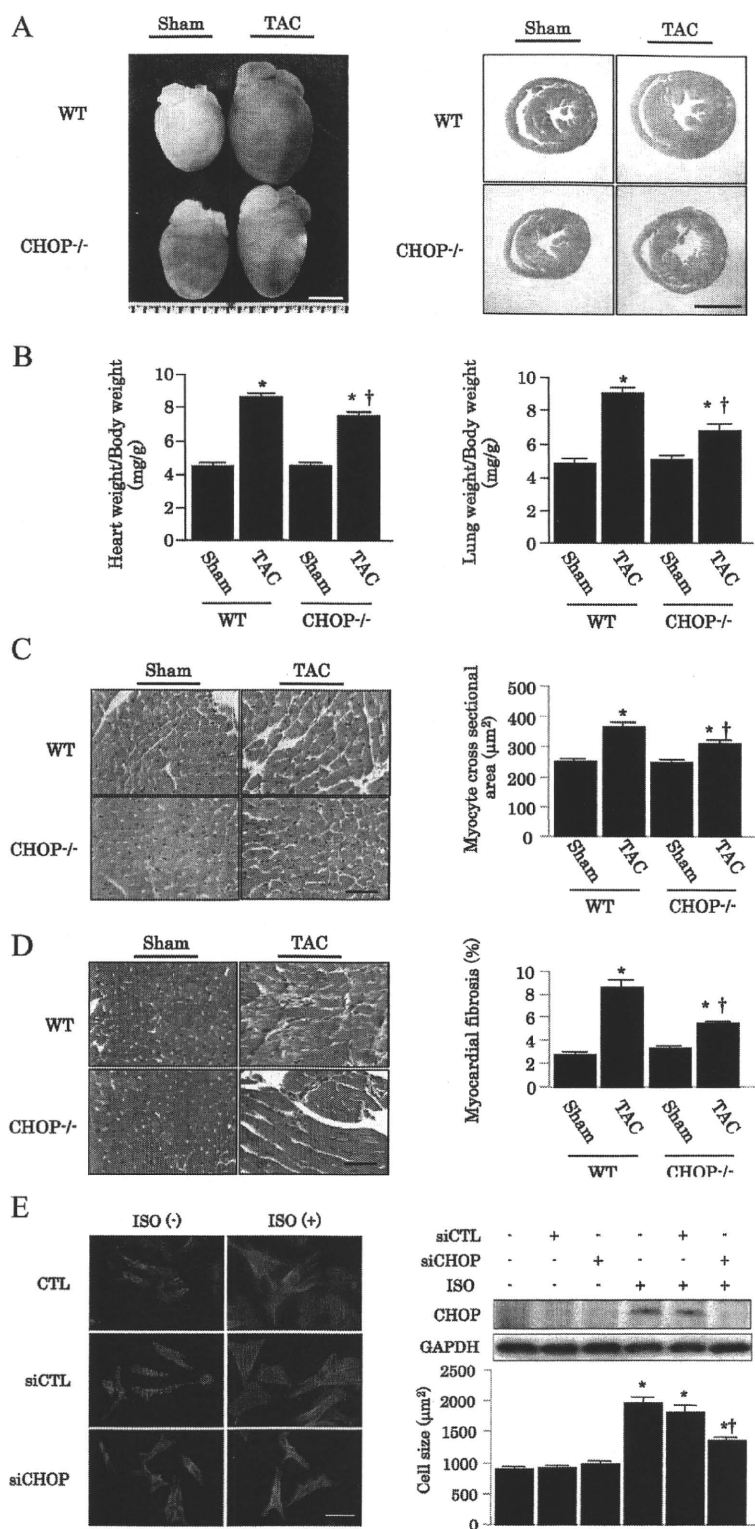 A
Sham TAC
WT
CHOP-/-
Sham TAC
WT
CHOP-/-
B
Heart weight/Body weight
(mg/g)
10
8
6
4
2
0
Sham TAC Sham TAC
WT CHOP-/-
* * †
Lung weight/Body weight
(mg/g)
10
8
6
4
2
0
Sham TAC Sham TAC
WT CHOP-/-
* * †
C
Sham TAC
WT
CHOP-/-
Myocyte cross sectional
area (μm²)
500
400
300
200
100
0
Sham TAC Sham TAC
WT CHOP-/-
* * †
D
Sham TAC
WT
CHOP-/-
Myocardial fibrosis (%)
10
8
6
4
2
0
Sham TAC Sham TAC
WT CHOP-/-
* * †
E
ISO (-) ISO (+)
CTL
siCTL
siCHOP
siCTL - + - - + -
siCHOP - - + - - +
ISO - - - + + +
CHOP
GAPDH
Cell size (μm²)
2000
1500
1000
500
0
* * *†